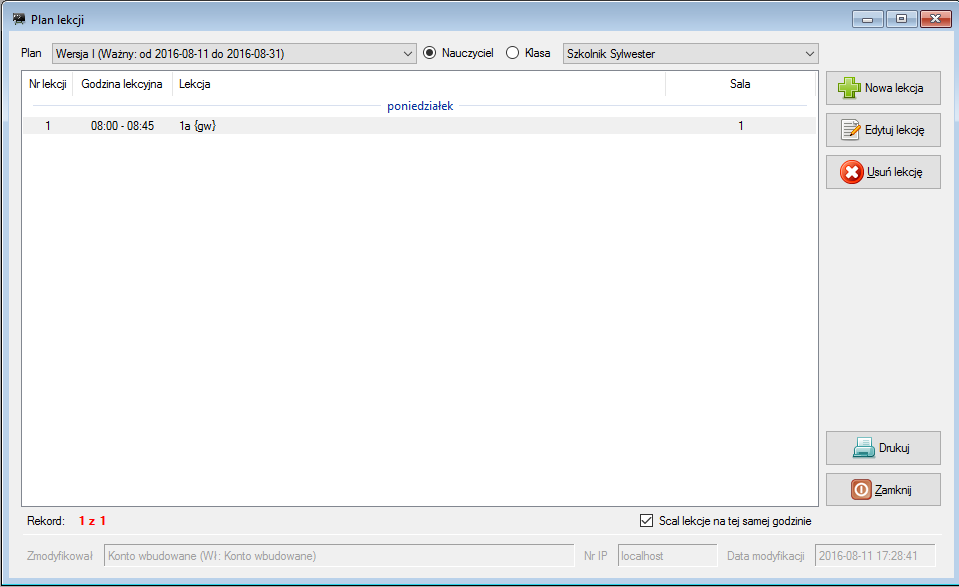 Plan lekcji
Plan Wersja I (Ważny: od 2016-08-11 do 2016-08-31) Nauczyciel Klasa Szkolnik Sylwester
Nr lekcji Godzina lekcyjna Lekcja Sala
poniedziałek
1 08:00 - 08:45 1a {gw} 1
Nowa lekcja
Edytuj lekcję
Usuń lekcję
Drukuj
Zamknij
Rekord: 1 z 1 Scal lekcje na tej samej godzinie
Zmodyfikował Konto wbudowane (Wł: Konto wbudowane) Nr IP localhost Data modyfikacji 2016-08-11 17:28:41